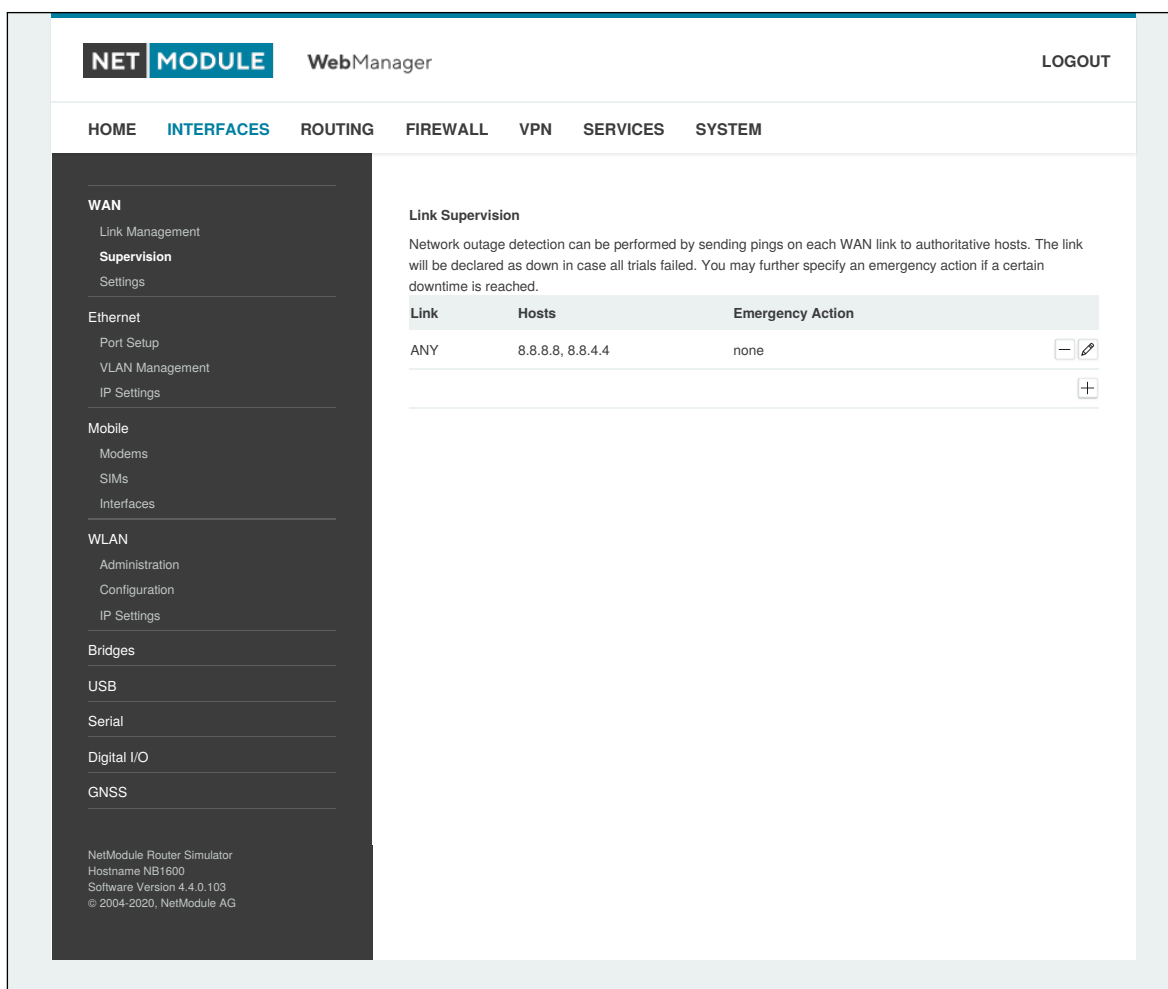 NET MODULE WebManager LOGOUT
HOME INTERFACES ROUTING FIREWALL VPN SERVICES SYSTEM
WAN
Link Management
Supervision
Settings
Ethernet
Port Setup
VLAN Management
IP Settings
Mobile
Modems
SIMs
Interfaces
WLAN
Administration
Configuration
IP Settings
Bridges
USB
Serial
Digital I/O
GNSS
NetModule Router Simulator
Hostname NB1600
Software Version 4.4.0.103
© 2004-2020, NetModule AG
Link Supervision
Network outage detection can be performed by sending pings on each WAN link to authoritative hosts. The link
will be declared as down in case all trials failed. You may further specify an emergency action if a certain
downtime is reached.
Link Hosts Emergency Action
ANY 8.8.8.8, 8.8.4.4 none